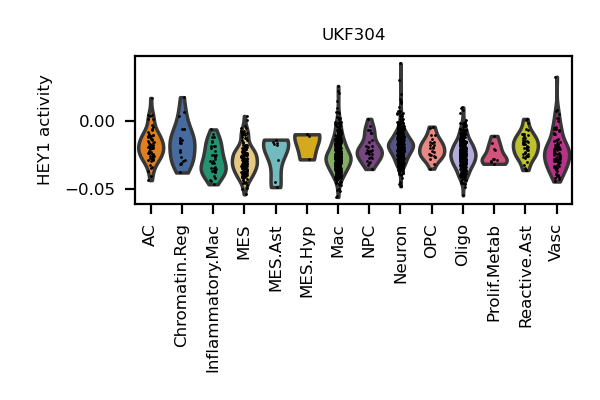 UKF304
HEY1 activity
0.00
−0.05
AC
Chromatin.Reg
Inflammatory.Mac
MES
MES.Ast
MES.Hyp
Mac
NPC
Neuron
OPC
Oligo
Prolif.Metab
Reactive.Ast
Vasc